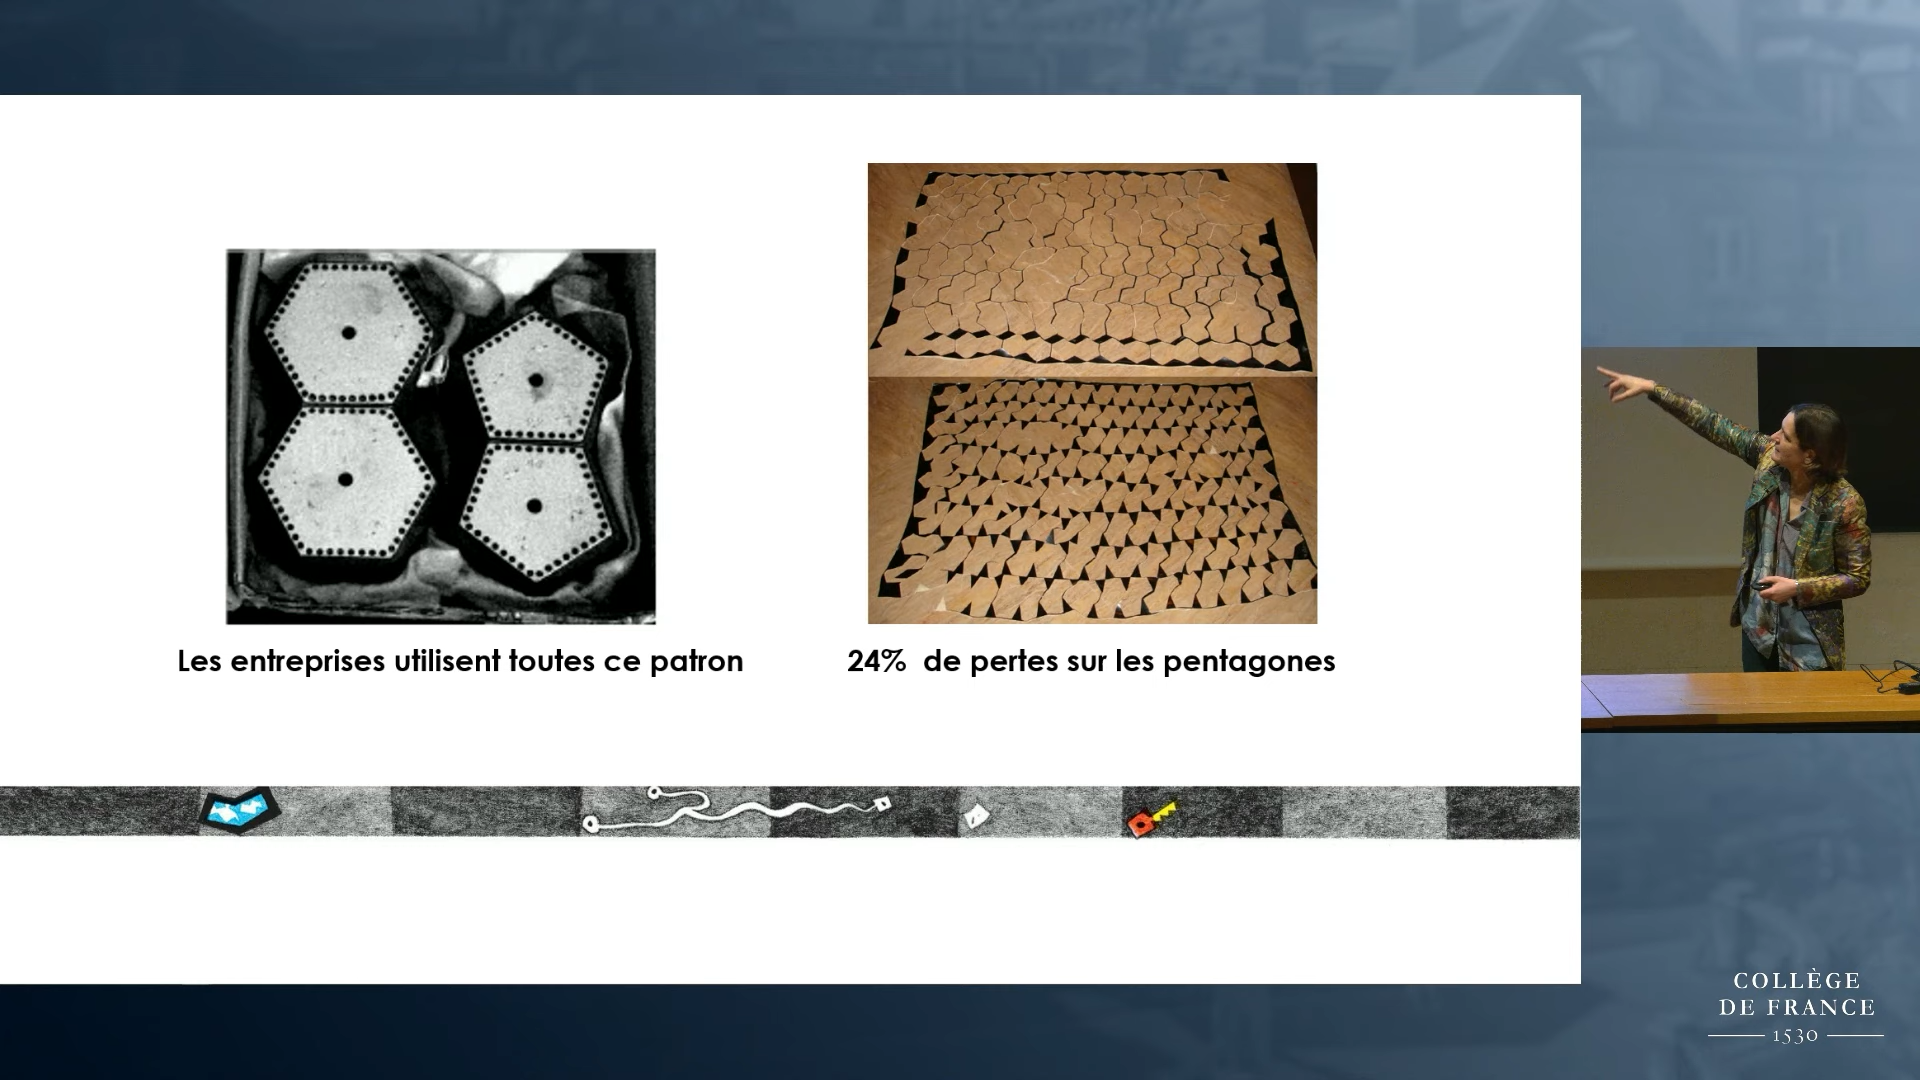 Les entreprises utilisent toutes ce patron
24% de pertes sur les pentagones
COLLÈGE
DE FRANCE
1530